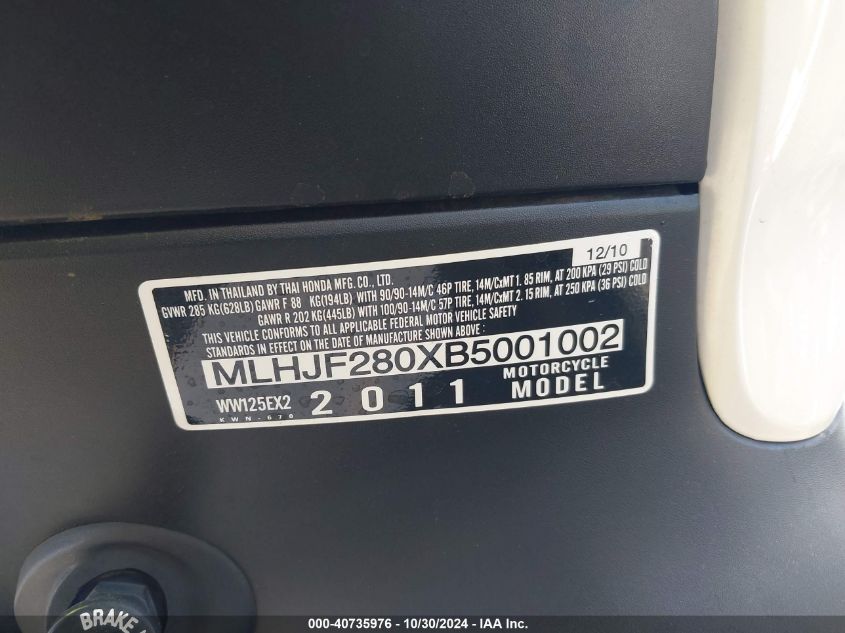 12/10
MFD. IN THAILAND BY THAI HONDA MFG. CO., LTD.
GVWR 285 KG(628LB) GAWR F 88 KG(194LB) WITH 90/90-14M/C 46P TIRE, 14M/CxMT 1. 85 RIM, AT 200 KPA (29 PSI) COLD
GAWR R 202 KG(445LB) WITH 100/90-14M/C 57P TIRE, 14M/CxMT 2. 15 RIM, AT 250 KPA (36 PSI) COLD
THIS VEHICLE CONFORMS TO ALL APPLICABLE FEDERAL MOTOR VEHICLE SAFETY
STANDARDS IN EFFECT ON THE DATE OF MANUFACTURE SHOWN ABOVE.
MLHJF280XB5001002
WW125EX2 2011 MOTORCYCLE
MODEL
KWN-670
BRAKE
000-40735976 - 10/30/2024 - IAA Inc.